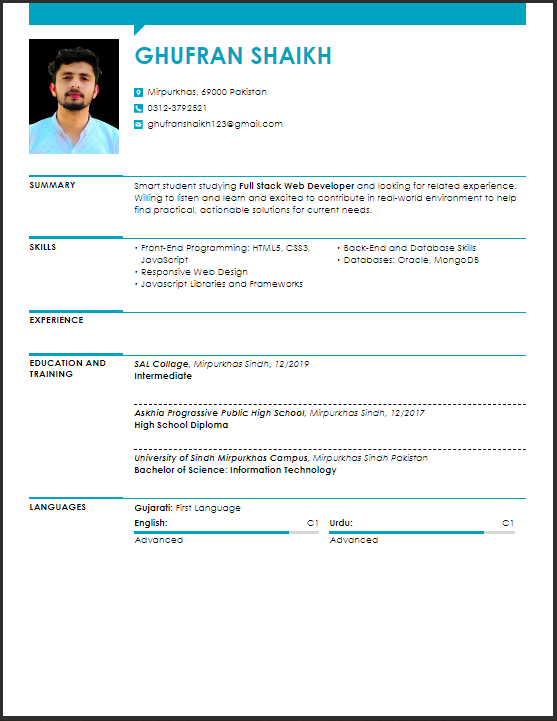 GHUFRAN SHAIKH
Mirpurkhas, 69000 Pakistan
0312-3792521
ghufranshaikh123@gmail.com
SUMMARY
Smart student studying Full Stack Web Developer and looking for related experience.
Willing to listen and learn and excited to contribute in real-world environment to help
find practical, actionable solutions for current needs.
SKILLS
• Front-End Programming: HTML5, CSS3,
JavaScript
• Responsive Web Design
• Javascript Libraries and Frameworks
• Back-End and Database Skills
• Databases: Oracle, MongoDB
EXPERIENCE
EDUCATION AND
TRAINING
SAL Collage, Mirpurkhas Sindh, 12/2019
Intermediate
Askhia Prograssive Public High School, Mirpurkhas Sindh, 12/2017
High School Diploma
University of Sindh Mirpurkhas Campus, Mirpurkhas Sindh Pakistan
Bachelor of Science: Information Technology
LANGUAGES
Gujarati: First Language
English: C1
Advanced
Urdu: C1
Advanced